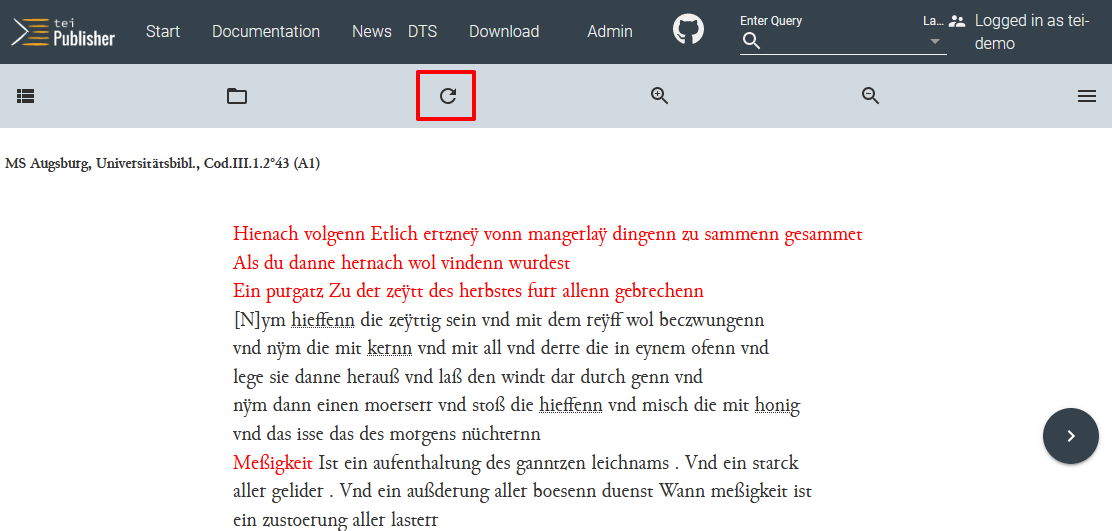 tei Publisher
Start
Documentation
News
DTS
Download
Admin
Enter Query
La...
Logged in as tei-
demo
MS Augsburg, Universitätsbibl., Cod.III.1.2°43 (A1)
Hienach volgenn Etlich ertzneÿ vonn mangerlaÿ dingenn zu sammenn gesammet
Als du danne hernach wol vindenn wurdest
Ein purgatz Zu der zeÿtt des herbstes furr allenn gebrechenn
[N]ym hieffenn die zeÿttig sein vnd mit dem reÿff wol beczwungenn
vnd nÿm die mit kernn vnd mit all vnd derre die in eynem ofenn vnd
lege sie danne herauß vnd laß den windt dar durch genn vnd
nÿm dann einen moerserr vnd stoß die hieffenn vnd misch die mit honig
vnd das isse das des morgens nüchternn
Meßigkeit Ist ein aufenthaltung des ganntzen leichnams . Vnd ein starck
aller gelider . Vnd ein außderung aller boesenn duenst Wann meßigkeit ist
ein zustoerung aller lasterr